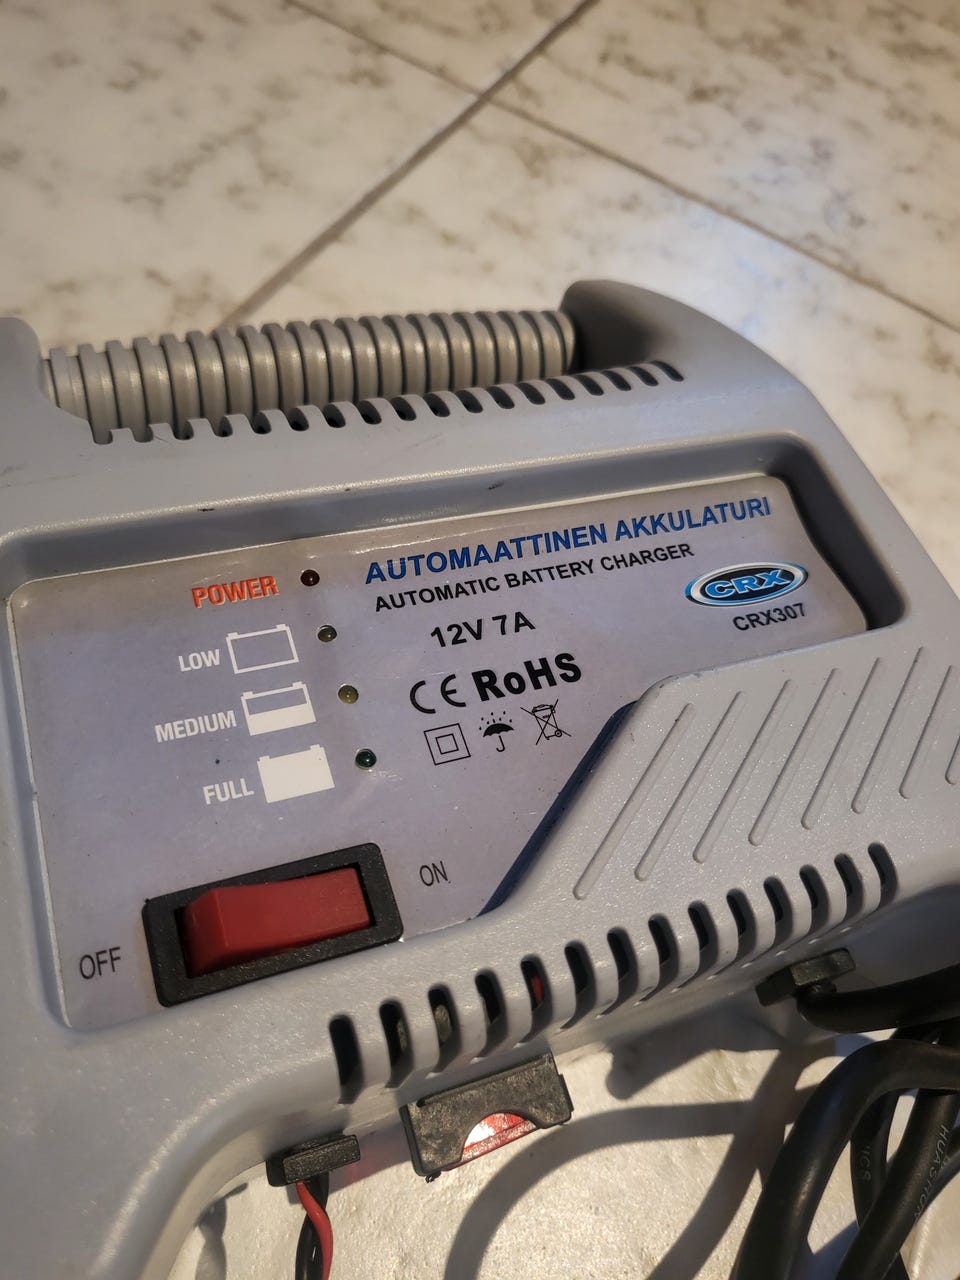 AUTOMAATTINEN AKKULATURI
AUTOMATIC BATTERY CHARGER
12V 7A
CE RoHS
CRX
CRX307
POWER
LOW
MEDIUM
FULL
ON
OFF